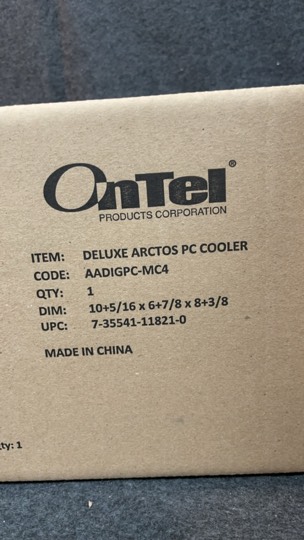 OnTel®
PRODUCTS CORPORATION
ITEM: DELUXE ARCTOS PC COOLER
CODE: AADIGPC-MC4
QTY: 1
DIM: 10+5/16 x 6+7/8 x 8+3/8
UPC: 7-35541-11821-0
MADE IN CHINA
ty: 1